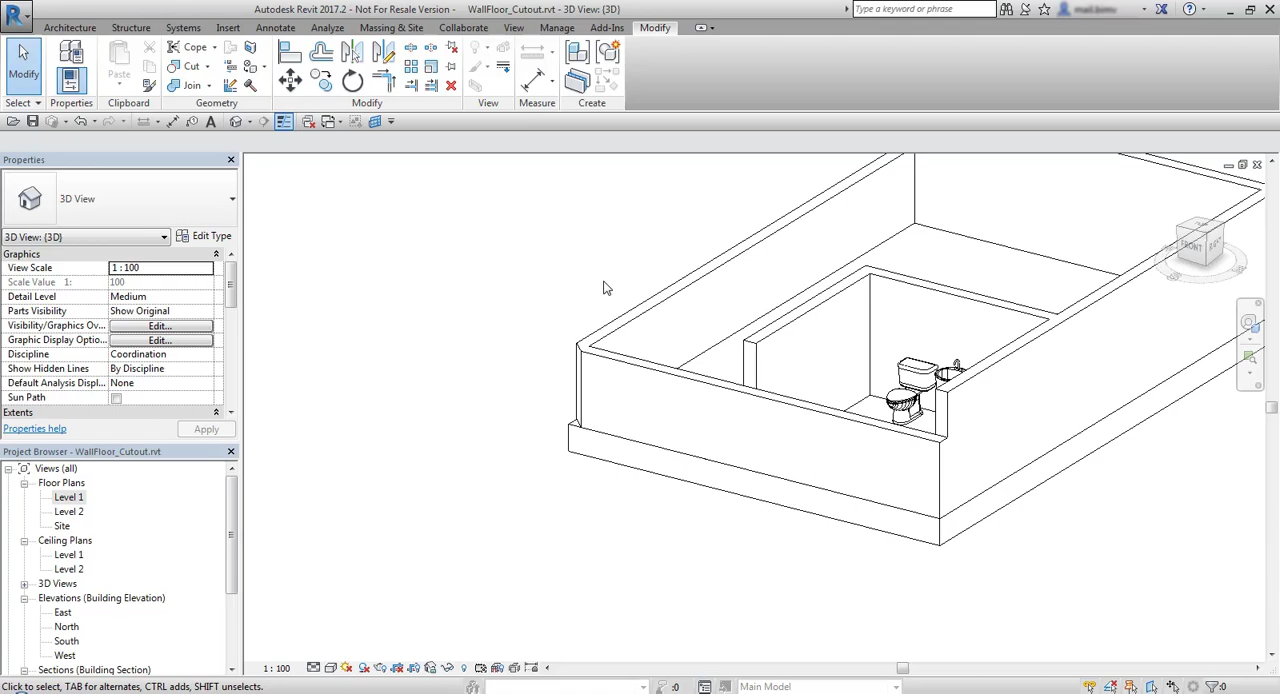 Autodesk Revit 2017.2 - Not For Resale Version - WallFloor_Cutout.rvt - 3D View: {3D}
Type a keyword or phrase
Architecture Structure Systems Insert Annotate Analyze Massing & Site Collaborate View Manage Add-Ins Modify
Modify
Paste
Cope
Cut
Join
Select Properties Clipboard Geometry Modify View Measure Create
Properties
3D View
3D View: {3D} Edit Type
Graphics
View Scale 1 : 100
Scale Value 1: 100
Detail Level Medium
Parts Visibility Show Original
Visibility/Graphics Ov... Edit...
Graphic Display Optio... Edit...
Discipline Coordination
Show Hidden Lines By Discipline
Default Analysis Displ... None
Sun Path
Extents
Properties help Apply
Project Browser - WallFloor_Cutout.rvt
Views (all)
Floor Plans
Level 1
Level 2
Site
Ceiling Plans
Level 1
Level 2
3D Views
Elevations (Building Elevation)
East
North
South
West
Sections (Building Section)
FRONT
1 : 100
Click to select, TAB for alternates, CTRL adds, SHIFT unselects.
:0
Main Model
:0